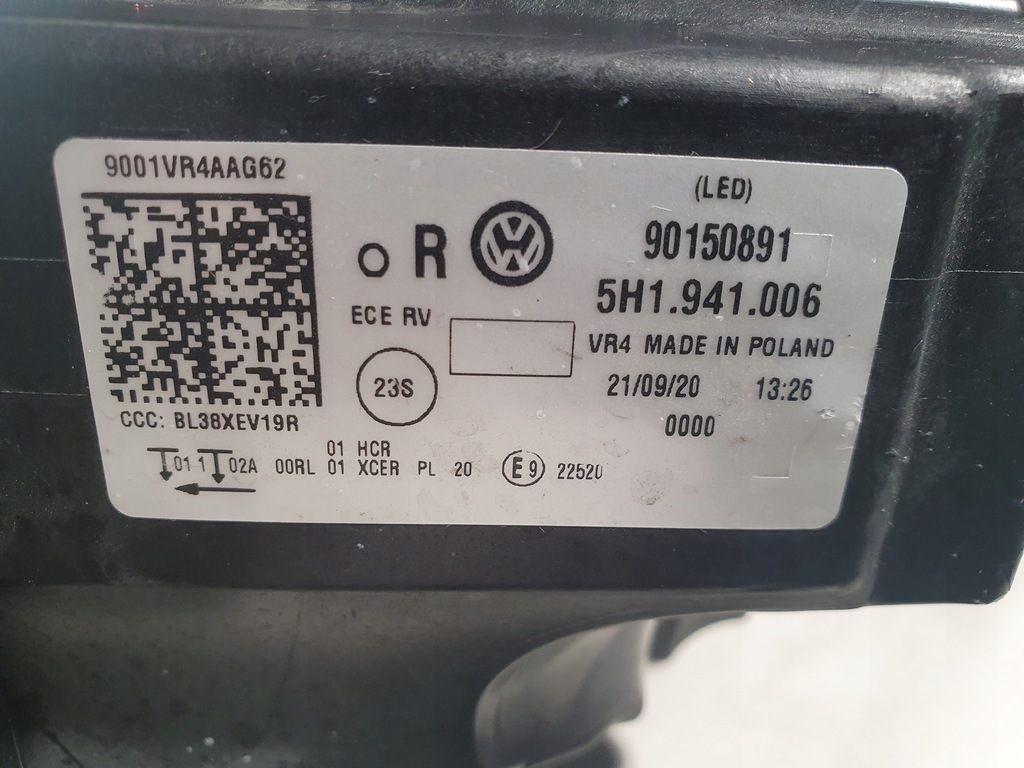 9001VR4AAG62
CCC: BL38XEV19R
O R
ECE RV
23S
(LED)
90150891
5H1.941.006
VR4 MADE IN POLAND
21/09/20 13:26
0000
01 HCR
01 1 02A 00RL 01 XCER PL 20 E9 22520